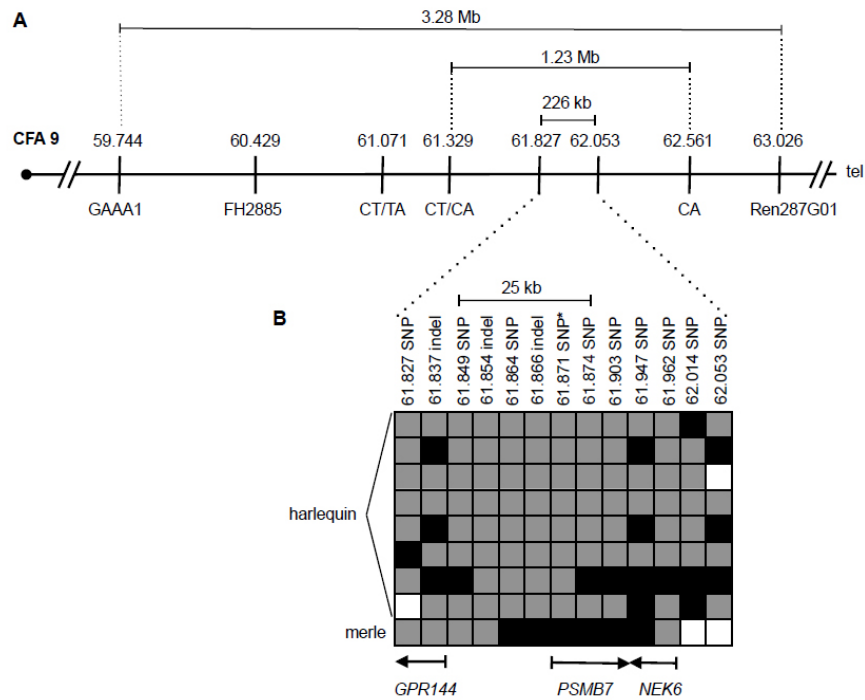 A
3.28 Mb
1.23 Mb
226 kb
CFA 9 59.744 60.429 61.071 61.329 61.827 62.053 62.561 63.026
tel
GAAA1 FH2885 CT/TA CT/CA CA Ren287G01
25 kb
B
61.827 SNP
61.837 indel
61.849 SNP
61.854 indel
61.864 SNP
61.866 indel
61.871 SNP*
61.874 SNP
61.903 SNP
61.947 SNP
61.962 SNP
62.014 SNP
62.053 SNP
harlequin
merle
GPR144 PSMB7 NEK6